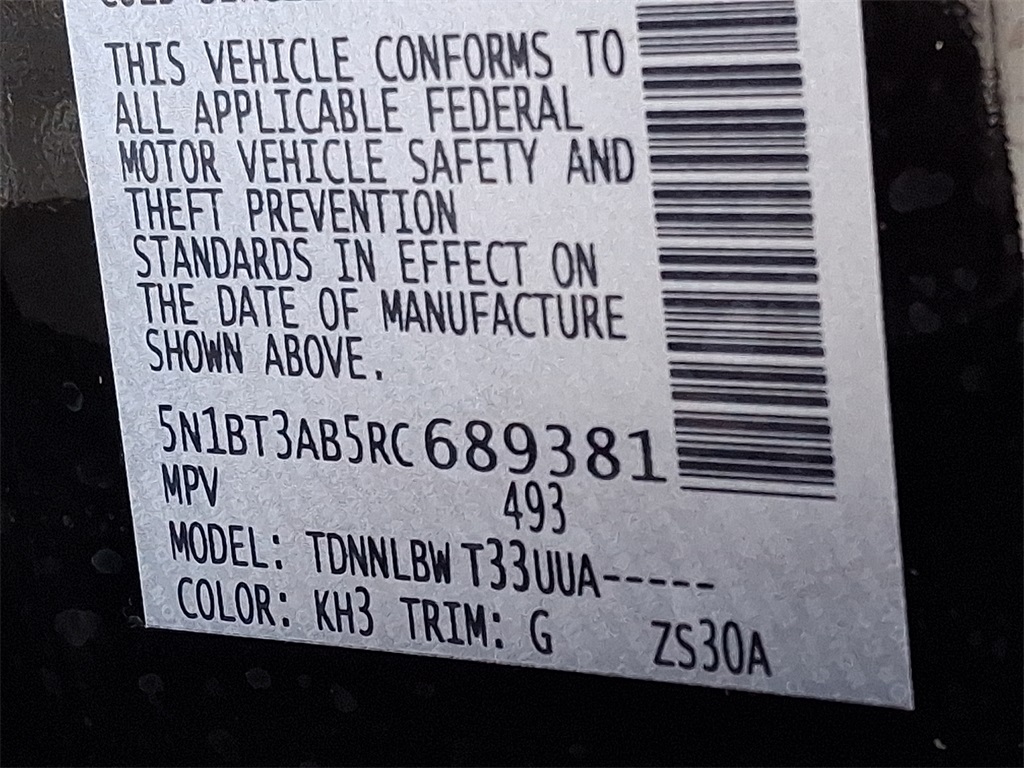 THIS VEHICLE CONFORMS TO
ALL APPLICABLE FEDERAL
MOTOR VEHICLE SAFETY AND
THEFT PREVENTION
STANDARDS IN EFFECT ON
THE DATE OF MANUFACTURE
SHOWN ABOVE.
5N1BT3AB5RC689381
MPV 493
MODEL: TDNNLBW T33UUA-----
COLOR: KH3 TRIM: G ZS30A